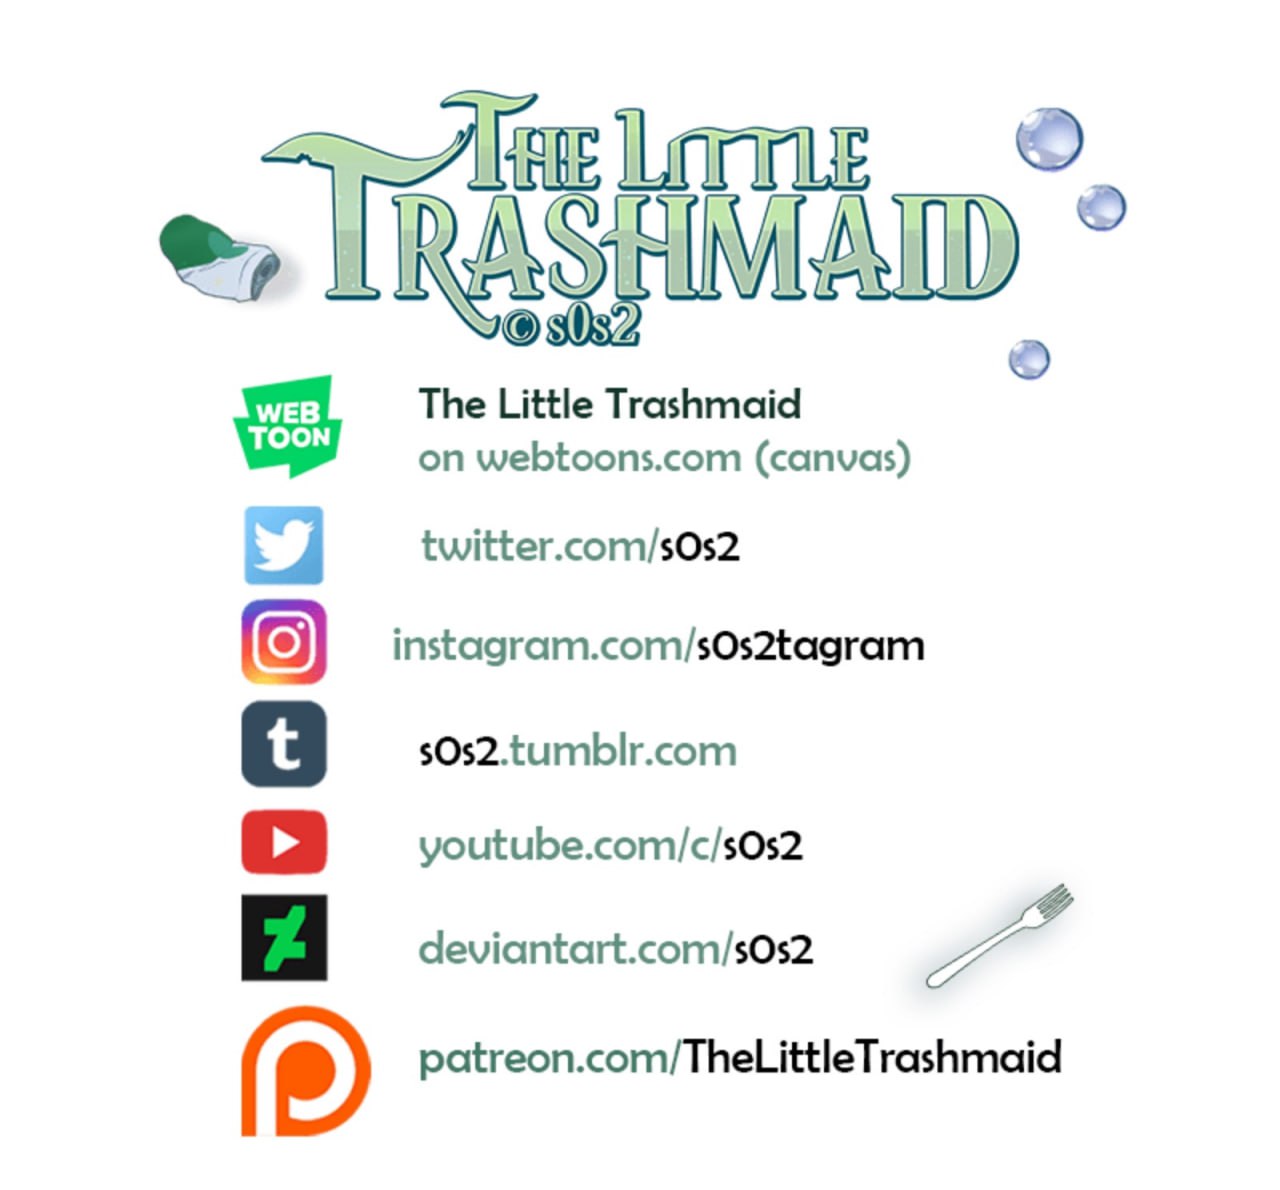 The Little
Trashmaid
© s0s2
WEB
TOON
The Little Trashmaid
on webtoons.com (canvas)
twitter.com/s0s2
instagram.com/s0s2tagram
t
s0s2.tumblr.com
youtube.com/c/s0s2
deviantart.com/s0s2
patreon.com/TheLittleTrashmaid